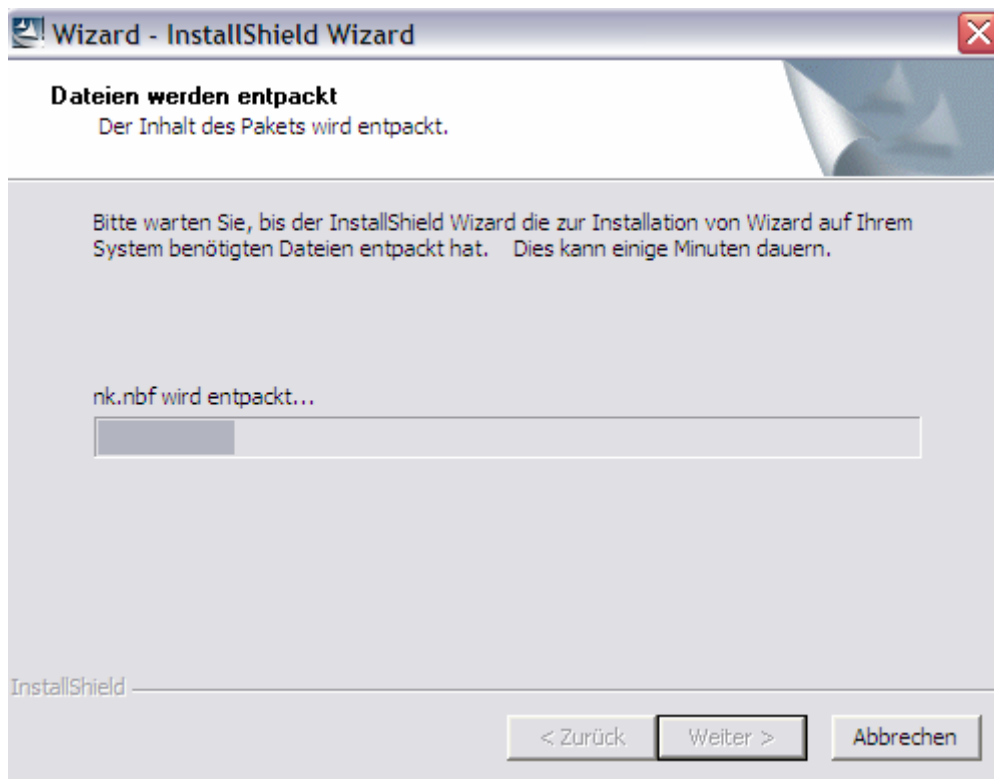 Wizard - InstallShield Wizard
Dateien werden entpackt
Der Inhalt des Pakets wird entpackt.
Bitte warten Sie, bis der InstallShield Wizard die zur Installation von Wizard auf Ihrem
System benötigten Dateien entpackt hat. Dies kann einige Minuten dauern.
nk.nbf wird entpackt...
InstallShield
< Zurück Weiter > Abbrechen